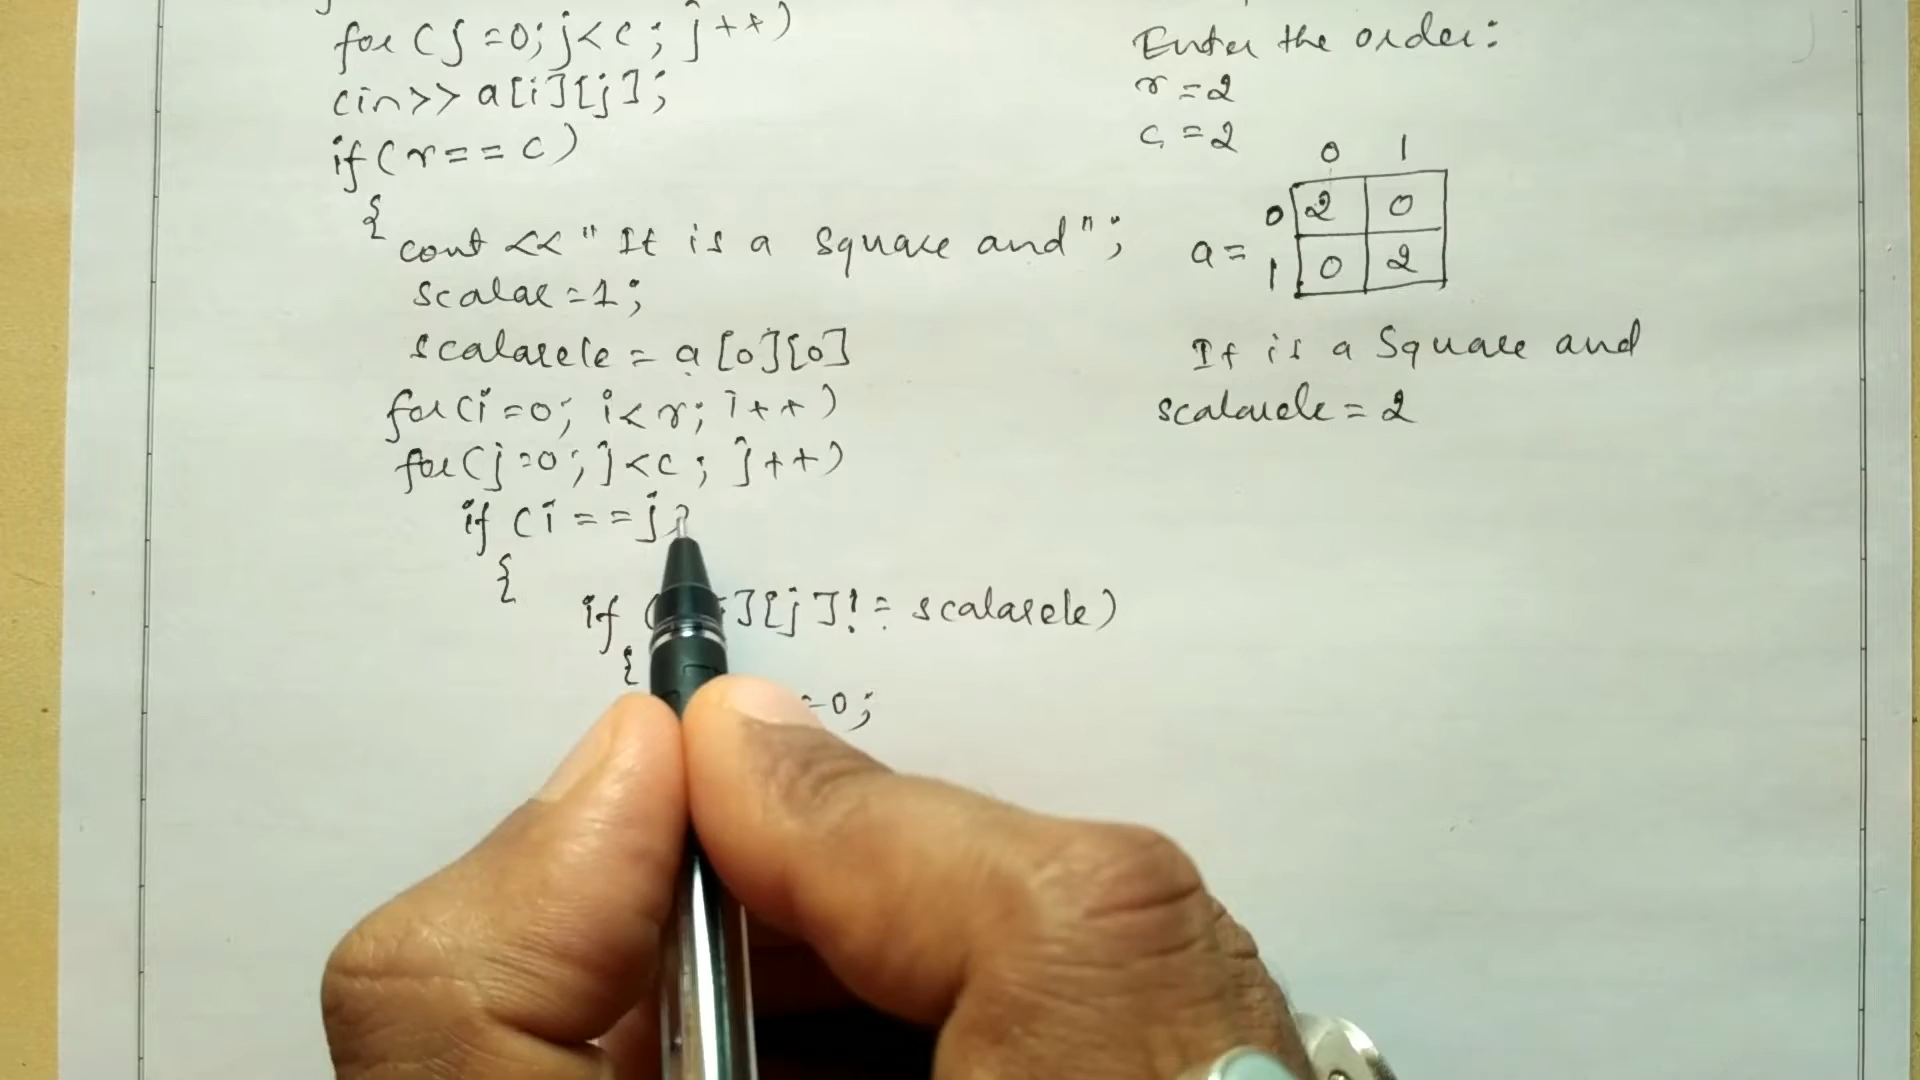 for (j=0; j<c; j++)
cin>> a[i][j];
if (r==c)
{
cout << "It is a square and";
scalar=1;
scalarele = a[0][0]
for(i=0; i<r; i++)
for(j=0; j<c; j++)
if (i==j)
{
if ( ][j]!= scalarele)
{
=0;
Enter the order:
r=2
c=2
0 1
0 2 0
a=
1 0 2
It is a square and
scalarele = 2